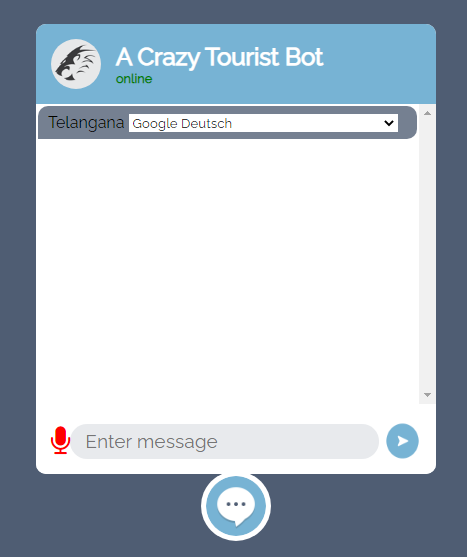 A Crazy Tourist Bot
online
Telangana Google Deutsch
Enter message